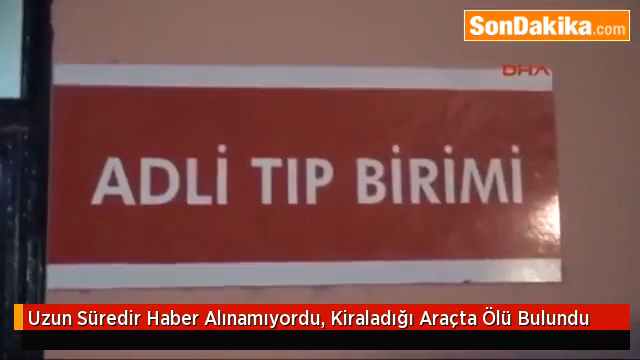 SonDakika.com
DHA
ADLİ TIP BİRİMİ
Uzun Süredir Haber Alınamıyordu, Kiraladığı Araçta Ölü Bulundu